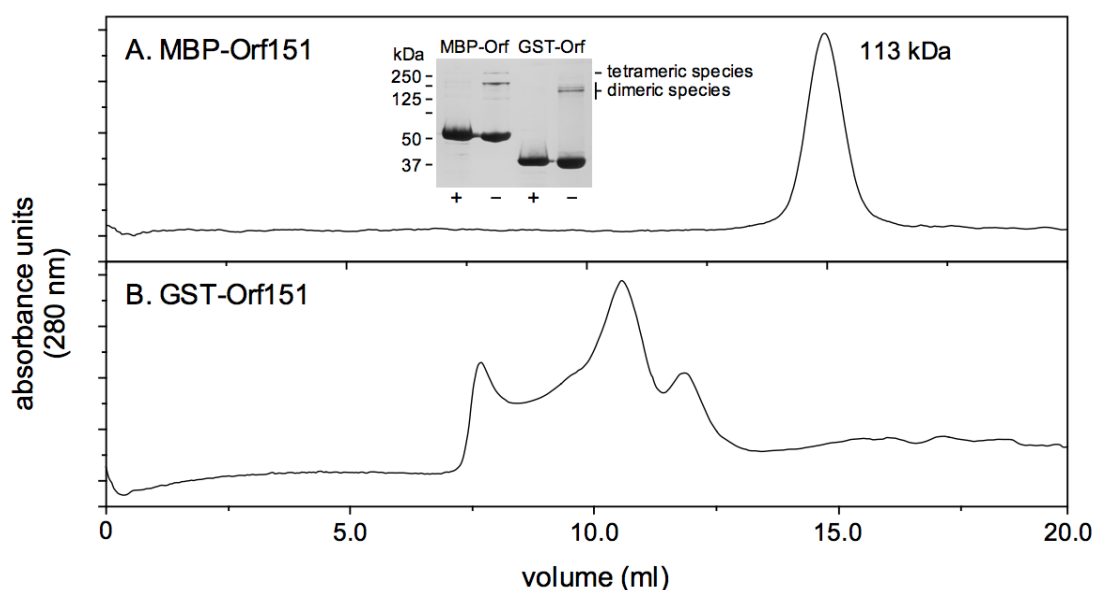 A. MBP-Orf151
113 kDa
kDa
MBP-Orf GST-Orf
250
125
50
37
tetrameric species
dimeric species
+ − + −
B. GST-Orf151
absorbance units
(280 nm)
0 5.0 10.0 15.0 20.0
volume (ml)